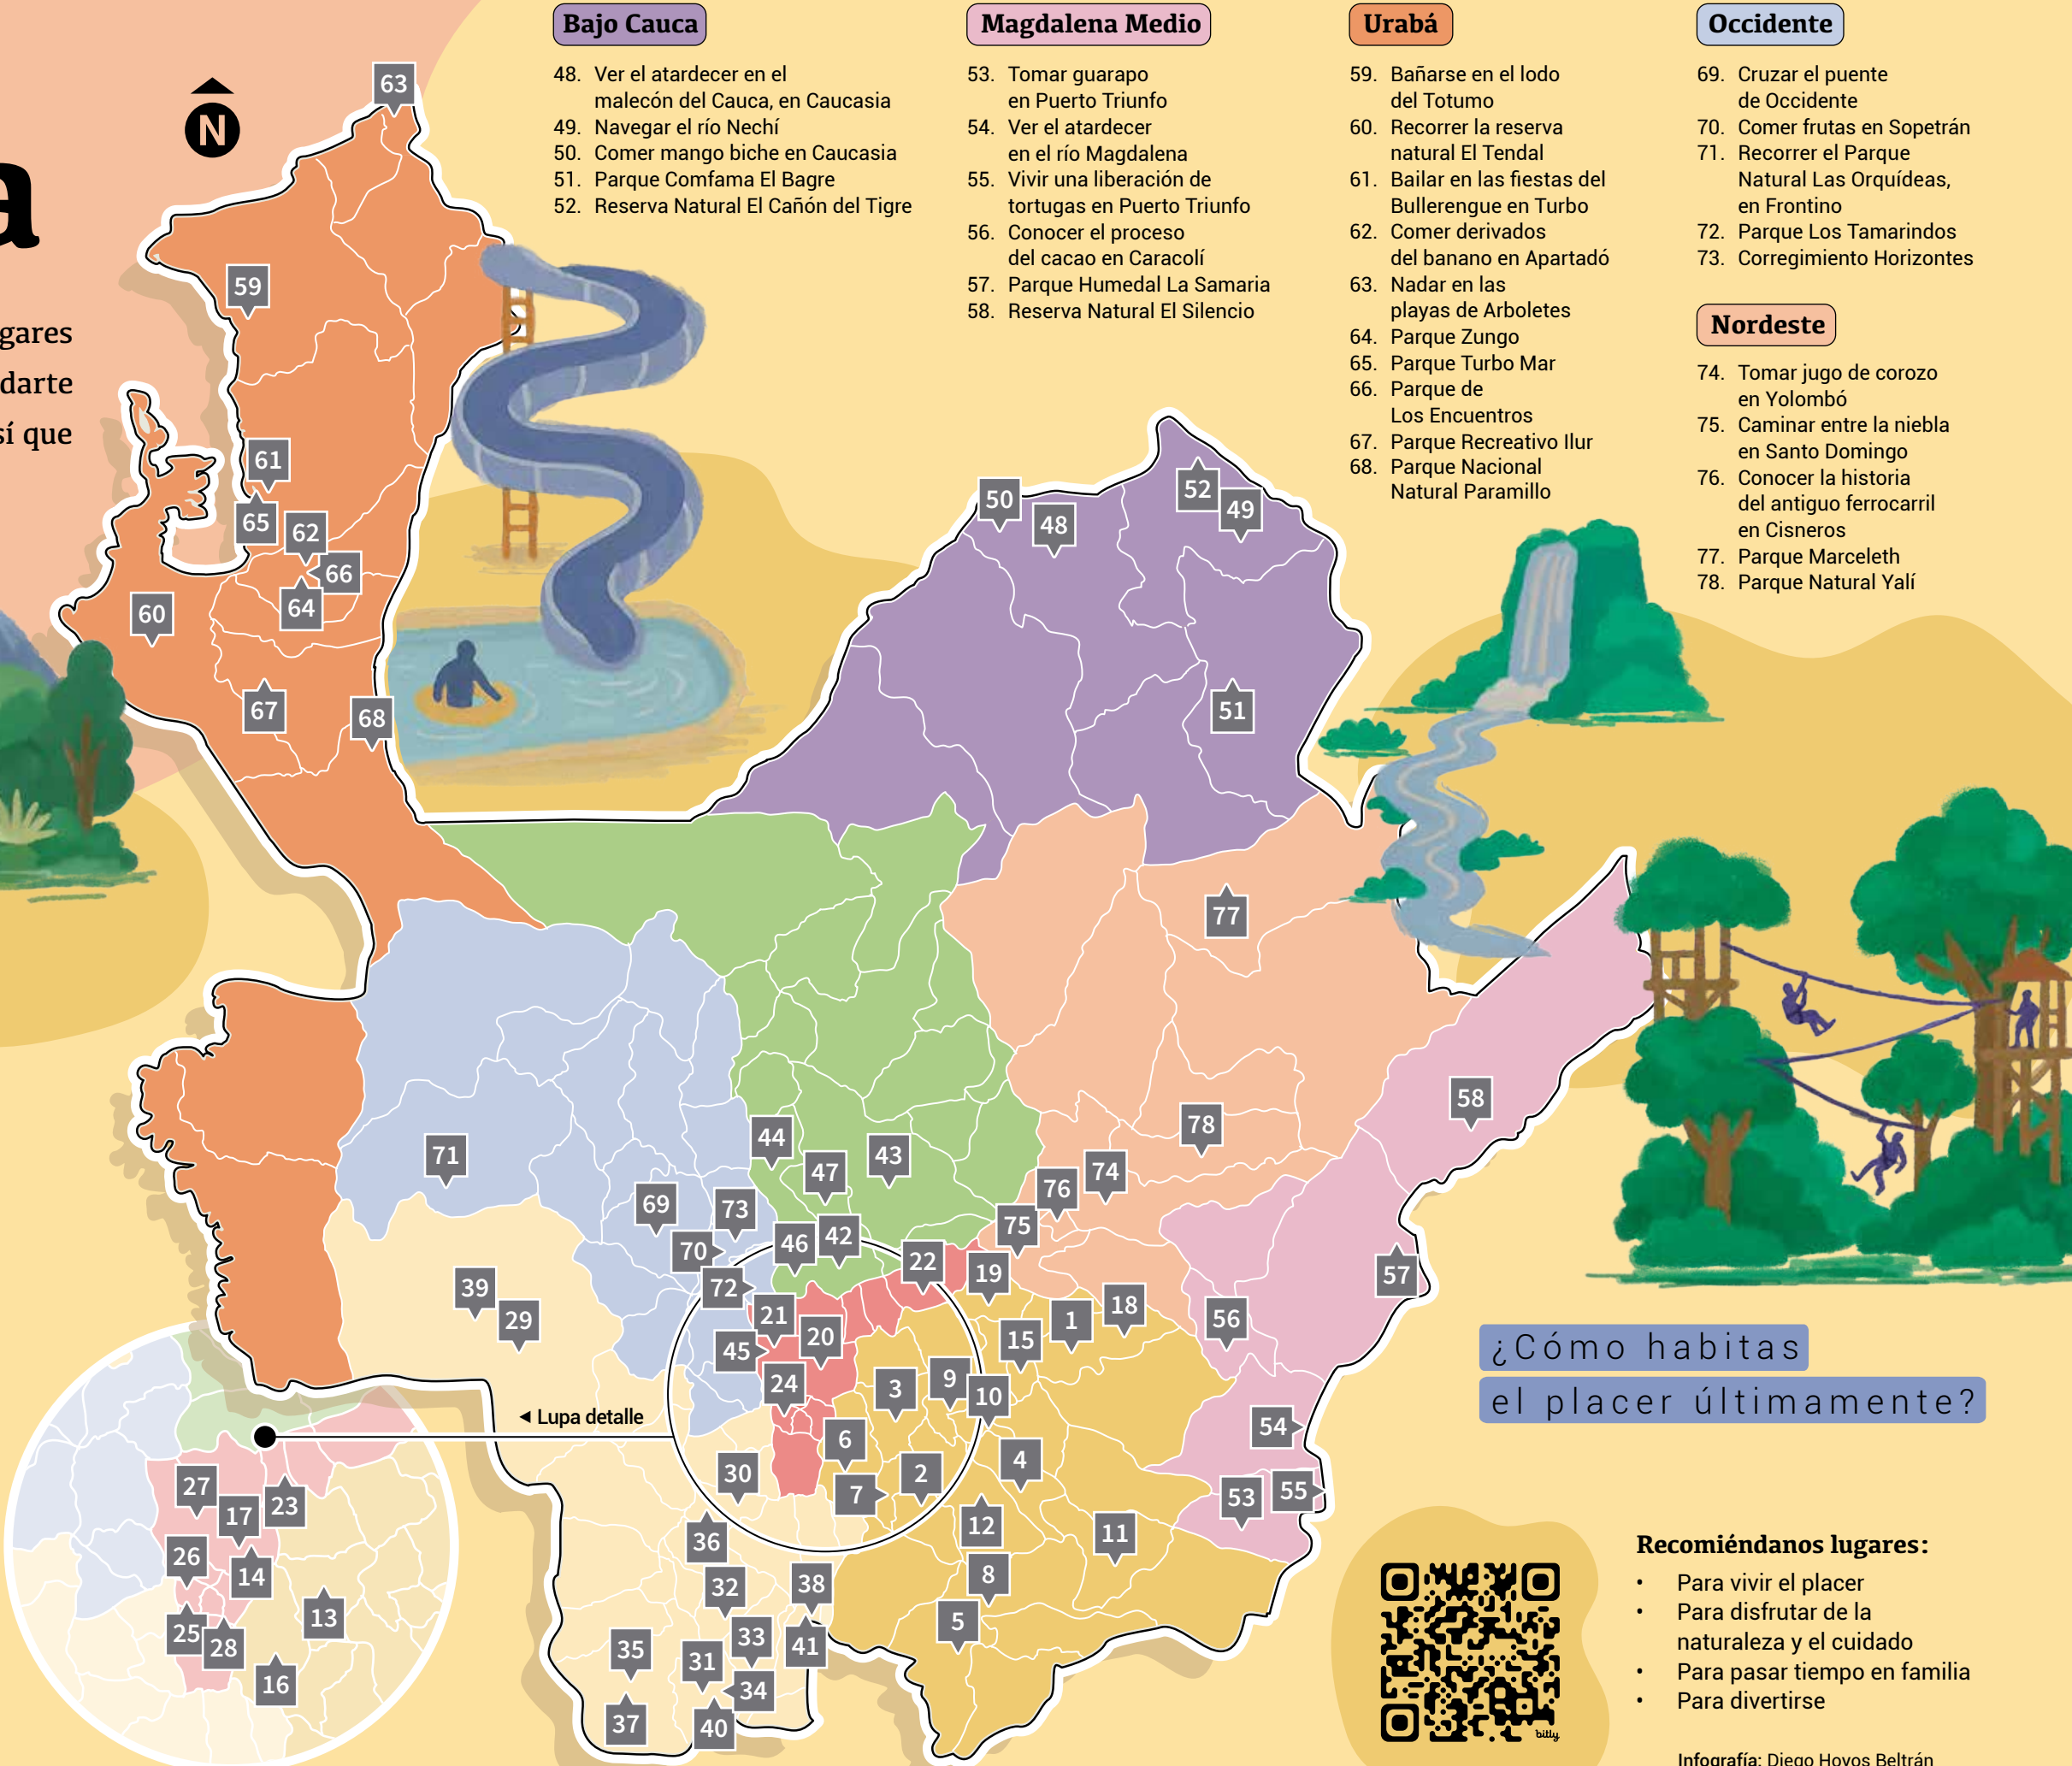 a
gares
darte
sí que
N
Bajo Cauca
48. Ver el atardecer en el
malecón del Cauca, en Caucasia
49. Navegar el río Nechí
50. Comer mango biche en Caucasia
51. Parque Comfama El Bagre
52. Reserva Natural El Cañón del Tigre
Magdalena Medio
53. Tomar guarapo
en Puerto Triunfo
54. Ver el atardecer
en el río Magdalena
55. Vivir una liberación de
tortugas en Puerto Triunfo
56. Conocer el proceso
del cacao en Caracolí
57. Parque Humedal La Samaria
58. Reserva Natural El Silencio
Urabá
59. Bañarse en el lodo
del Totumo
60. Recorrer la reserva
natural El Tendal
61. Bailar en las fiestas del
Bullerengue en Turbo
62. Comer derivados
del banano en Apartadó
63. Nadar en las
playas de Arboletes
64. Parque Zungo
65. Parque Turbo Mar
66. Parque de
Los Encuentros
67. Parque Recreativo Ilur
68. Parque Nacional
Natural Paramillo
Occidente
69. Cruzar el puente
de Occidente
70. Comer frutas en Sopetrán
71. Recorrer el Parque
Natural Las Orquídeas,
en Frontino
72. Parque Los Tamarindos
73. Corregimiento Horizontes
Nordeste
74. Tomar jugo de corozo
en Yolombó
75. Caminar entre la niebla
en Santo Domingo
76. Conocer la historia
del antiguo ferrocarril
en Cisneros
77. Parque Marceleth
78. Parque Natural Yalí
63
59
61
65
62
66
64
60
67
68
50
48
52
49
51
77
58
78
71
44
47
43
74
76
69
73
75
70
46
42
22
19
57
72
39
29
21
20
45
24
3
9
10
15
1
18
56
54
6
4
30
2
7
53
55
12
11
36
32
38
8
5
35
31
33
41
34
37
40
◄ Lupa detalle
27
17
23
26
14
13
25
28
16
¿Cómo habitas
el placer últimamente?
bitly
Recomiéndanos lugares:
• Para vivir el placer
• Para disfrutar de la
naturaleza y el cuidado
• Para pasar tiempo en familia
• Para divertirse
Infografía: Diego Hoyos Beltrán